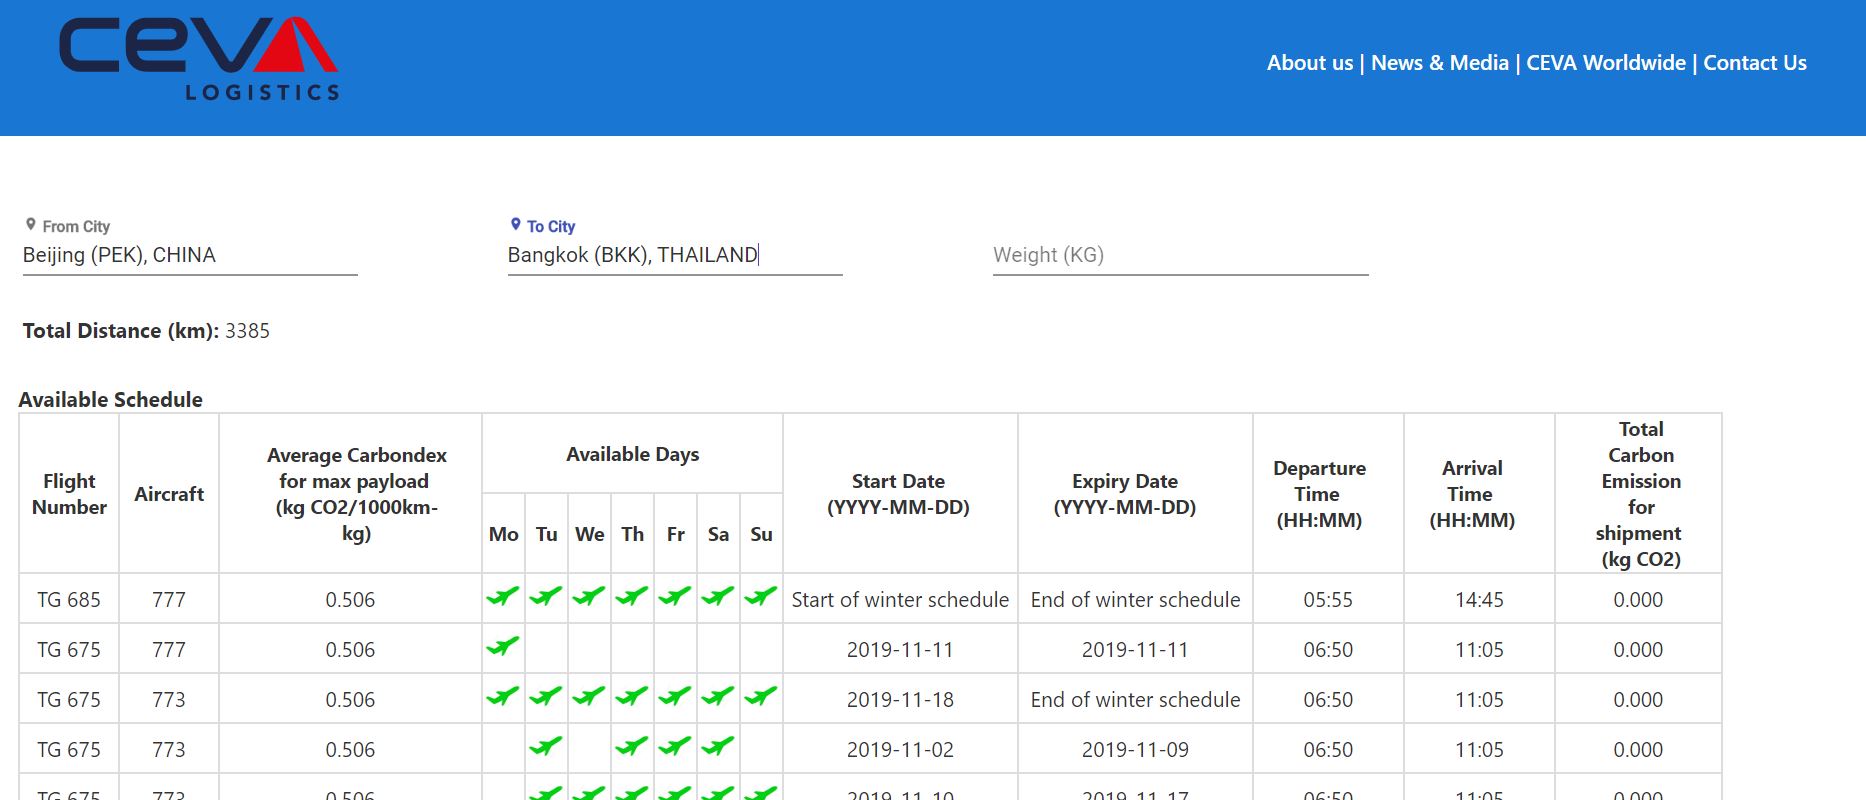 CEVA
LOGISTICS
About us | News & Media | CEVA Worldwide | Contact Us
From City
Beijing (PEK), CHINA
To City
Bangkok (BKK), THAILAND
Weight (KG)
Total Distance (km): 3385
Available Schedule
Flight
Number
Aircraft
Average Carbondex
for max payload
(kg CO2/1000km-
kg)
Available Days
Mo Tu We Th Fr Sa Su
Start Date
(YYYY-MM-DD)
Expiry Date
(YYYY-MM-DD)
Departure
Time
(HH:MM)
Arrival
Time
(HH:MM)
Total
Carbon
Emission
for
shipment
(kg CO2)
TG 685 777 0.506 Start of winter schedule End of winter schedule 05:55 14:45 0.000
TG 675 777 0.506 2019-11-11 2019-11-11 06:50 11:05 0.000
TG 675 773 0.506 2019-11-18 End of winter schedule 06:50 11:05 0.000
TG 675 773 0.506 2019-11-02 2019-11-09 06:50 11:05 0.000
TG 675 773 0.506 2019-11-10 2019-11-17 06:50 11:05 0.000